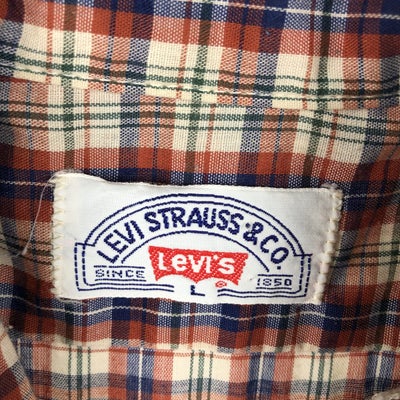 LEVI STRAUSS & CO.
Levi's ®
SINCE 1850
L